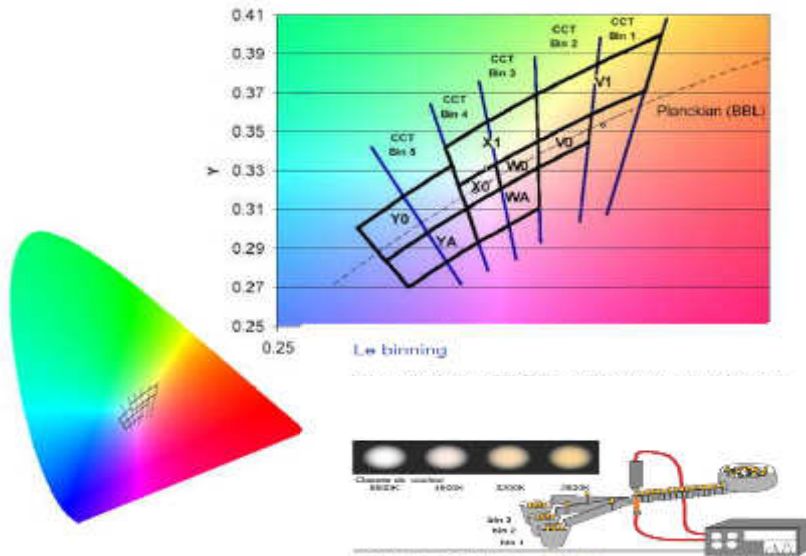 0.41
0.39
0.37
0.35
0.33
0.31
0.29
0.27
0.25
0.25
Y
CCT
Bin 1
CCT
Bin 2
CCT
Bin 3
CCT
Bin 4
CCT
Bin 5
V1
Planckian (BBL)
X1
V0
W0
X0
WA
Y0
YA
Le binning
bin 3
bin 2
bin 1